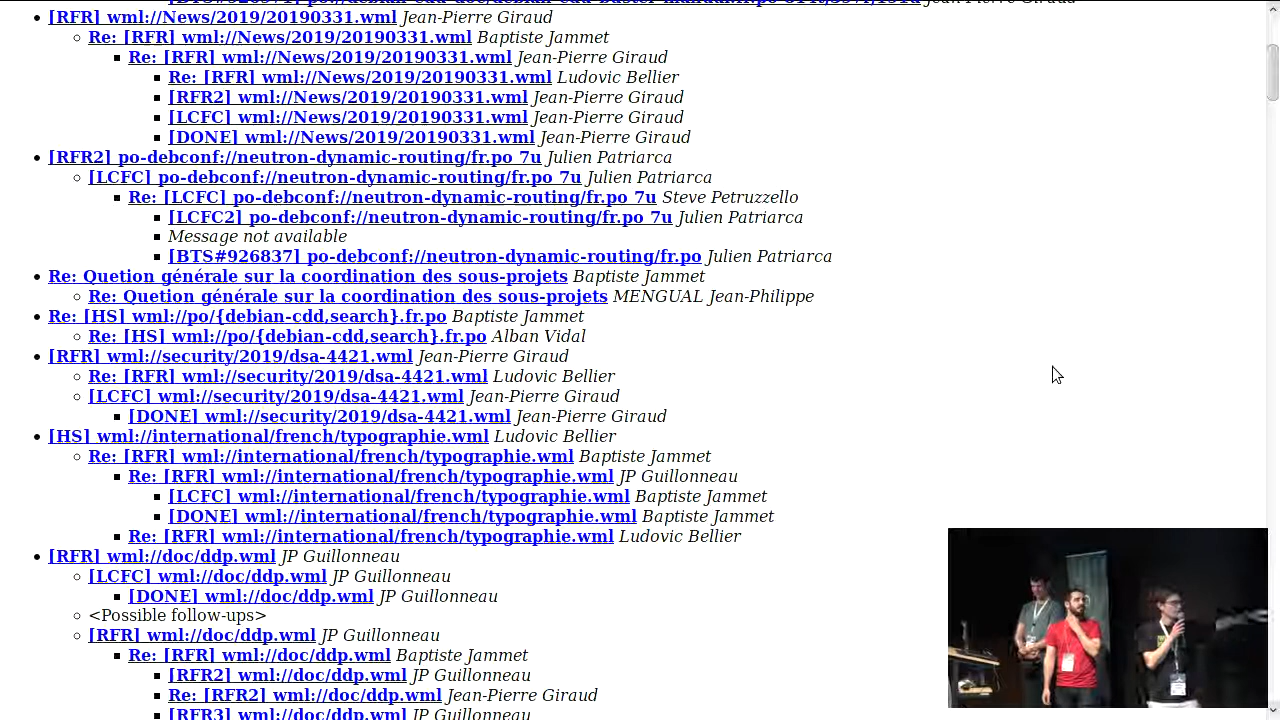 [RFR] wml://News/2019/20190331.wml Jean-Pierre Giraud
Re: [RFR] wml://News/2019/20190331.wml Baptiste Jammet
Re: [RFR] wml://News/2019/20190331.wml Jean-Pierre Giraud
Re: [RFR] wml://News/2019/20190331.wml Ludovic Bellier
[RFR2] wml://News/2019/20190331.wml Jean-Pierre Giraud
[LCFC] wml://News/2019/20190331.wml Jean-Pierre Giraud
[DONE] wml://News/2019/20190331.wml Jean-Pierre Giraud
[RFR2] po-debconf://neutron-dynamic-routing/fr.po 7u Julien Patriarca
[LCFC] po-debconf://neutron-dynamic-routing/fr.po 7u Julien Patriarca
Re: [LCFC] po-debconf://neutron-dynamic-routing/fr.po 7u Steve Petruzzello
[LCFC2] po-debconf://neutron-dynamic-routing/fr.po 7u Julien Patriarca
Message not available
[BTS#926837] po-debconf://neutron-dynamic-routing/fr.po Julien Patriarca
Re: Quetion générale sur la coordination des sous-projets Baptiste Jammet
Re: Quetion générale sur la coordination des sous-projets MENGUAL Jean-Philippe
Re: [HS] wml://po/{debian-cdd,search}.fr.po Baptiste Jammet
Re: [HS] wml://po/{debian-cdd,search}.fr.po Alban Vidal
[RFR] wml://security/2019/dsa-4421.wml Jean-Pierre Giraud
Re: [RFR] wml://security/2019/dsa-4421.wml Ludovic Bellier
[LCFC] wml://security/2019/dsa-4421.wml Jean-Pierre Giraud
[DONE] wml://security/2019/dsa-4421.wml Jean-Pierre Giraud
[HS] wml://international/french/typographie.wml Ludovic Bellier
Re: [RFR] wml://international/french/typographie.wml Baptiste Jammet
Re: [RFR] wml://international/french/typographie.wml JP Guillonneau
[LCFC] wml://international/french/typographie.wml Baptiste Jammet
[DONE] wml://international/french/typographie.wml Baptiste Jammet
Re: [RFR] wml://international/french/typographie.wml Ludovic Bellier
[RFR] wml://doc/ddp.wml JP Guillonneau
[LCFC] wml://doc/ddp.wml JP Guillonneau
[DONE] wml://doc/ddp.wml JP Guillonneau
<Possible follow-ups>
[RFR] wml://doc/ddp.wml JP Guillonneau
Re: [RFR] wml://doc/ddp.wml Baptiste Jammet
[RFR2] wml://doc/ddp.wml JP Guillonneau
Re: [RFR2] wml://doc/ddp.wml Jean-Pierre Giraud
[RFR3] wml://doc/ddp.wml JP Guillonneau